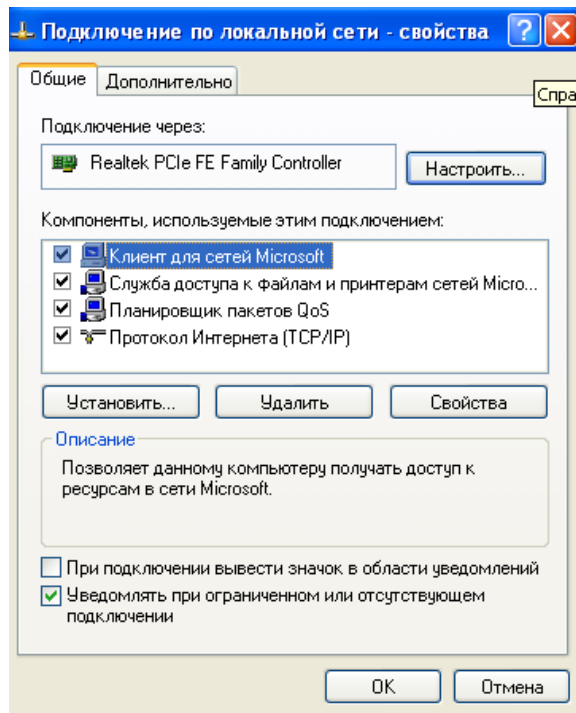 Подключение по локальной сети - свойства
Общие
Дополнительно
Спра
Подключение через:
Realtek PCIe FE Family Controller
Настроить...
Компоненты, используемые этим подключением:
Клиент для сетей Microsoft
Служба доступа к файлам и принтерам сетей Micro...
Планировщик пакетов QoS
Протокол Интернета (TCP/IP)
Установить...
Удалить
Свойства
Описание
Позволяет данному компьютеру получать доступ к
ресурсам в сети Microsoft.
При подключении вывести значок в области уведомлений
Уведомлять при ограниченном или отсутствующем
подключении
OK
Отмена